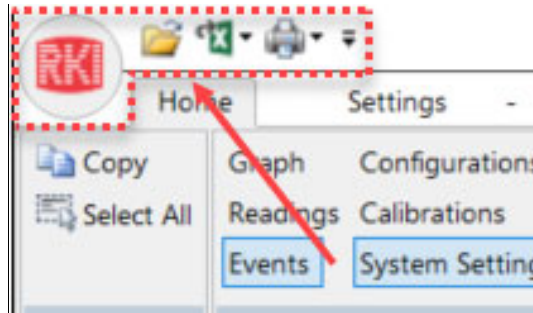 RKI
Home Settings -
Copy Graph Configurations
Select All Readings Calibrations
Events System Setting